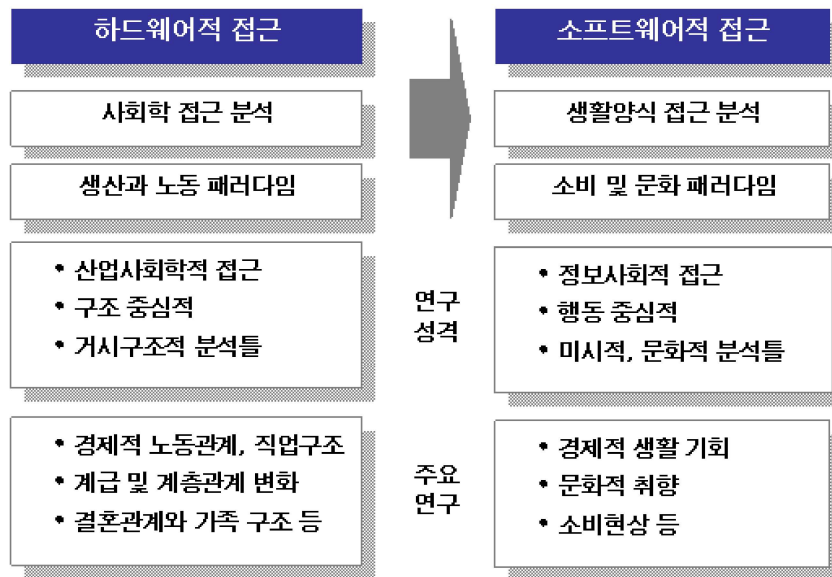 하드웨어적 접근
소프트웨어적 접근
사회학 접근 분석
생활양식 접근 분석
생산과 노동 패러다임
소비 및 문화 패러다임
• 산업사회학적 접근
• 구조 중심적
• 거시구조적 분석틀
연구
성격
• 정보사회적 접근
• 행동 중심적
• 미시적, 문화적 분석틀
• 경제적 노동관계, 직업구조
• 계급 및 계층관계 변화
• 결혼관계와 가족 구조 등
주요
연구
• 경제적 생활 기회
• 문화적 취향
• 소비현상 등